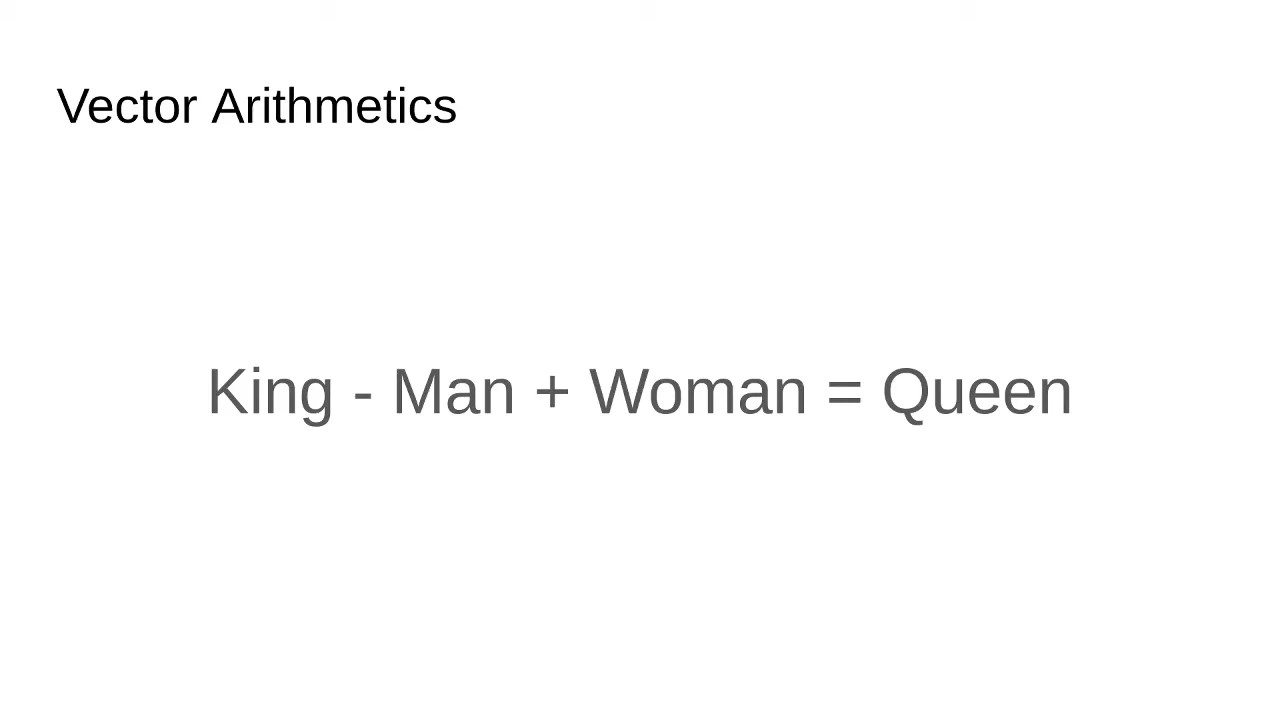 Vector Arithmetics
King - Man + Woman = Queen